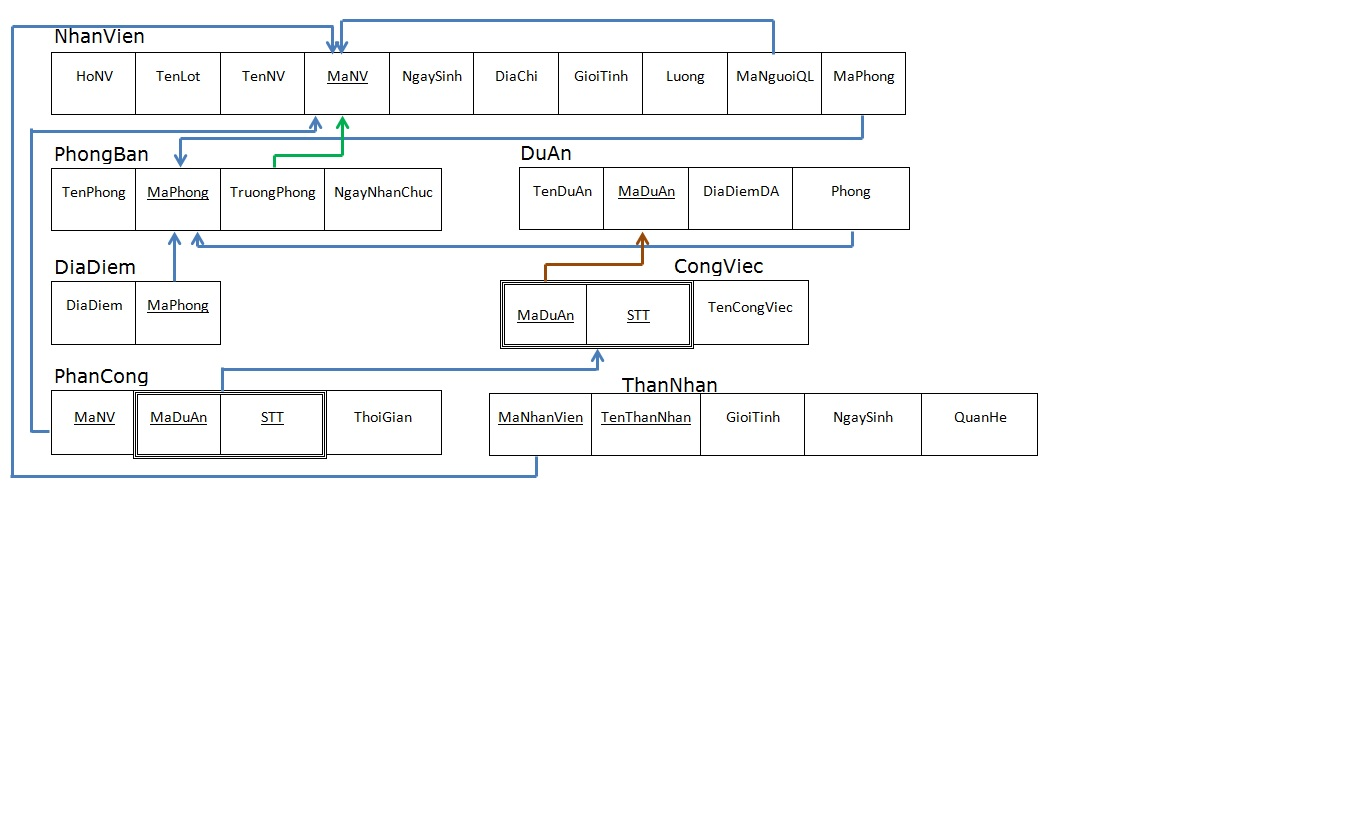 NhanVien
HoNV TenLot TenNV MaNV NgaySinh DiaChi GioiTinh Luong MaNguoiQL MaPhong
PhongBan
TenPhong MaPhong TruongPhong NgayNhanChuc
DuAn
TenDuAn MaDuAn DiaDiemDA Phong
DiaDiem
DiaDiem MaPhong
CongViec
MaDuAn STT TenCongViec
PhanCong
MaNV MaDuAn STT ThoiGian
ThanNhan
MaNhanVien TenThanNhan GioiTinh NgaySinh QuanHe